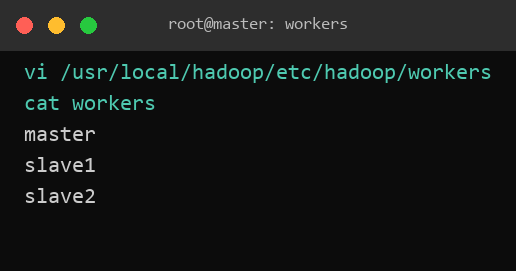 root@master: workers
vi /usr/local/hadoop/etc/hadoop/workers
cat workers
master
slave1
slave2